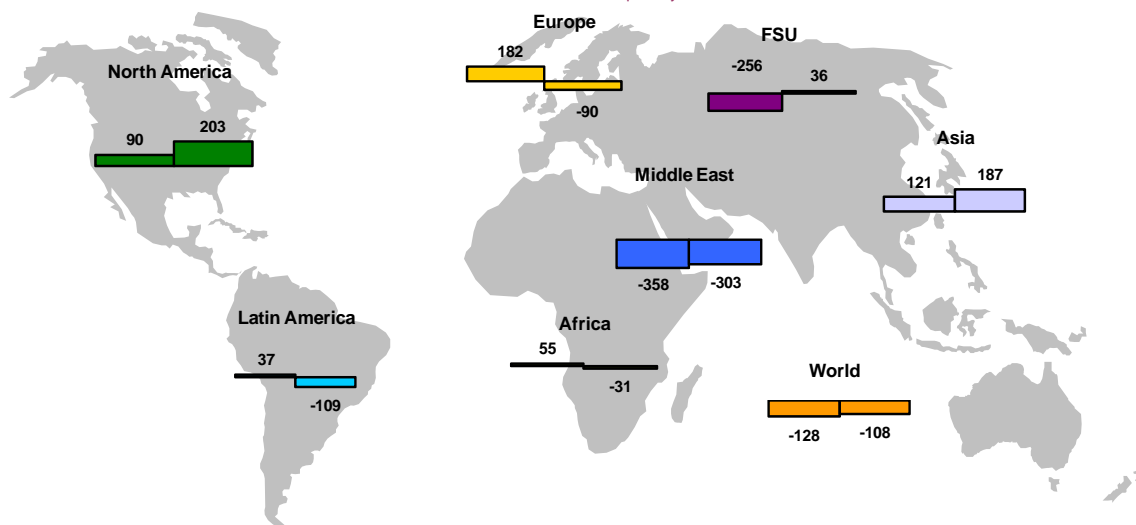 Europe
182
-90
FSU
-256
36
North America
90
203
Asia
121
187
Middle East
-358
-303
Latin America
37
-109
Africa
55
-31
World
-128
-108